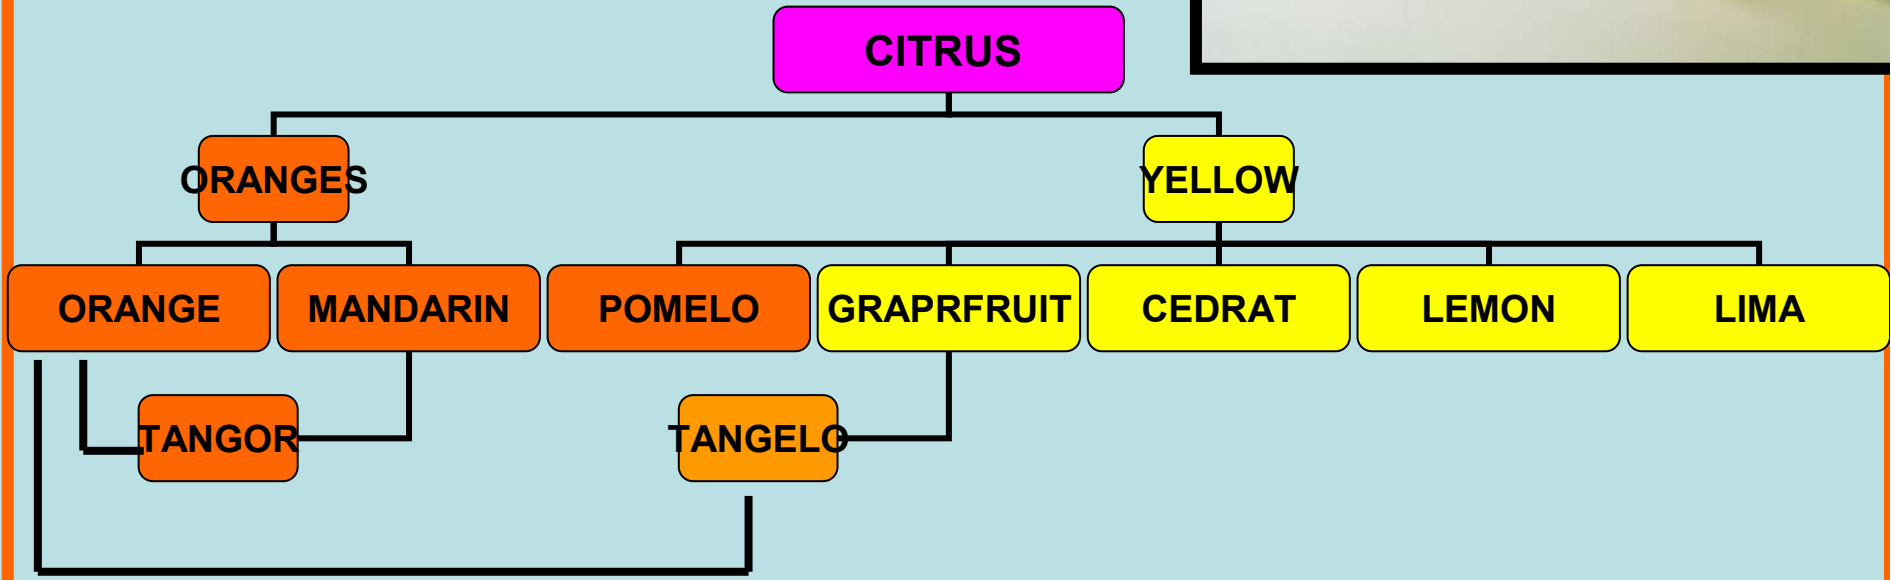 CITRUS
ORANGES
YELLOW
ORANGE
MANDARIN
POMELO
GRAPRFRUIT
CEDRAT
LEMON
LIMA
TANGOR
TANGELO